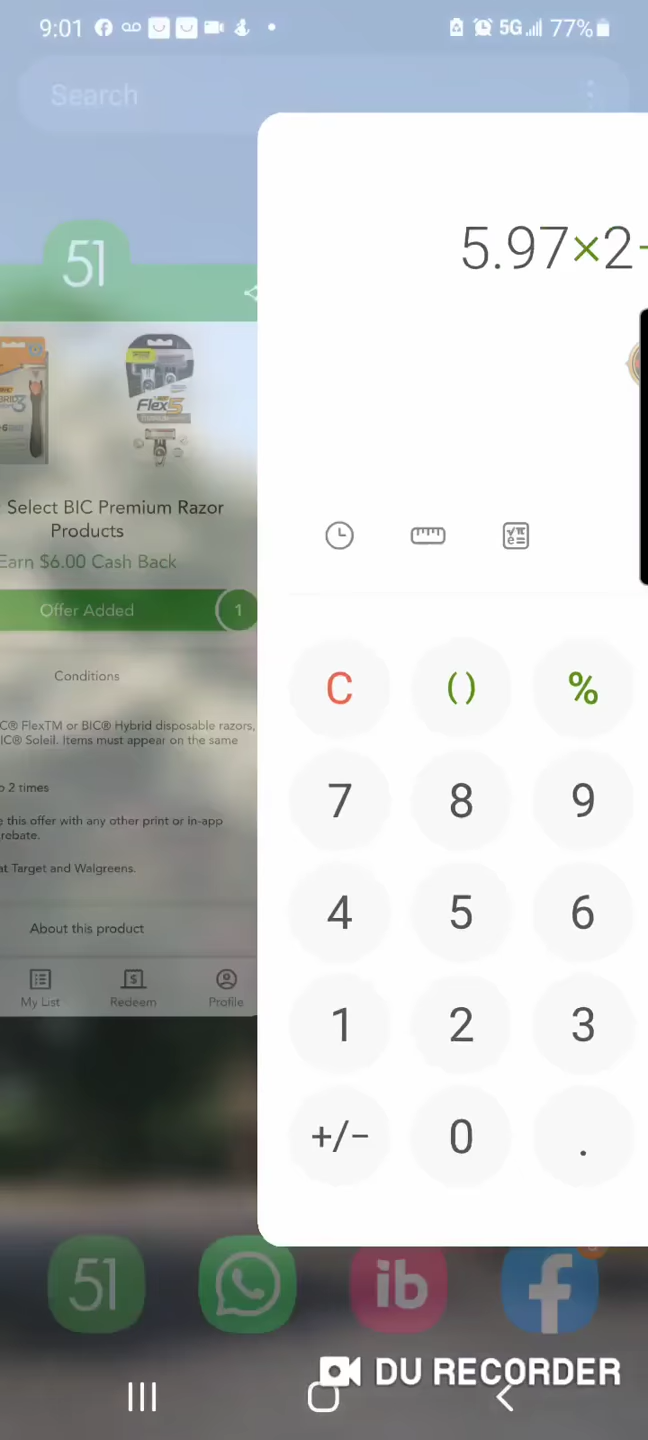 9:01
5G 77%
Search
51
5.97×2
Flex5
Select BIC Premium Razor
Products
Earn $6.00 Cash Back
Offer Added 1
Conditions
C® FlexTM or BIC® Hybrid disposable razors,
IC® Soleil. Items must appear on the same
2 times
this offer with any other print or in-app
rebate.
at Target and Walgreens.
About this product
My List Redeem Profile
C () %
7 8 9
4 5 6
1 2 3
+/− 0 .
51 ib f
DU RECORDER